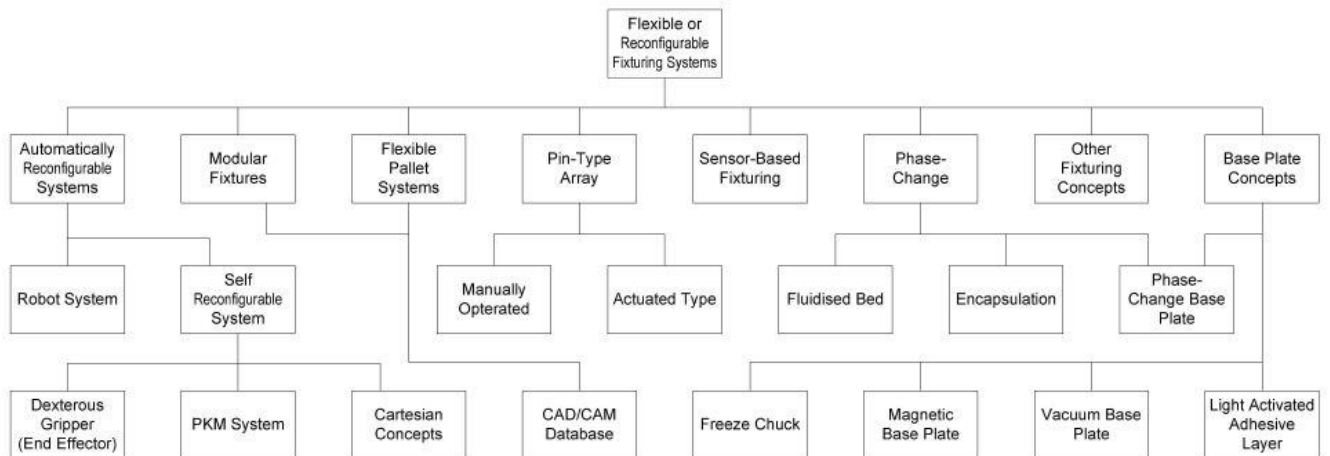 Flexible or
Reconfigurable
Fixturing Systems
Automatically
Reconfigurable
Systems
Modular
Fixtures
Flexible
Pallet
Systems
Pin-Type
Array
Sensor-Based
Fixturing
Phase-
Change
Other
Fixturing
Concepts
Base Plate
Concepts
Robot System
Self
Reconfigurable
System
Manually
Opterated
Actuated Type
Fluidised Bed
Encapsulation
Phase-
Change Base
Plate
Dexterous
Gripper
(End Effector)
PKM System
Cartesian
Concepts
CAD/CAM
Database
Freeze Chuck
Magnetic
Base Plate
Vacuum Base
Plate
Light Activated
Adhesive
Layer